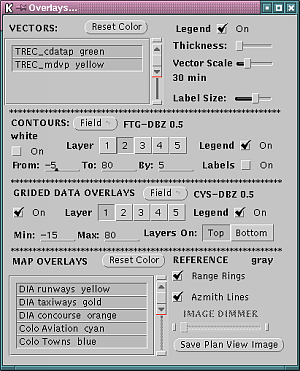 K Overlays...
VECTORS: Reset Color Legend On
Thickness:
TREC_cdatap green
TREC_mdvp yellow
Vector Scale
30 min
Label Size:
CONTOURS: Field FTG-DBZ 0.5
white
On Layer 1 2 3 4 5 Legend On
From: -5 To: 80 By: 5 Labels On
GRIDED DATA OVERLAYS Field CYS-DBZ 0.5
On Layer 1 2 3 4 5 Legend On
Min: -15 Max: 80 Layers On: Top Bottom
MAP OVERLAYS Reset Color REFERENCE gray
DIA runways yellow
DIA taxiways gold
DIA concourse orange
Colo Aviation cyan
Colo Towns blue
Range Rings
Azmith Lines
IMAGE DIMMER
Save Plan View Image